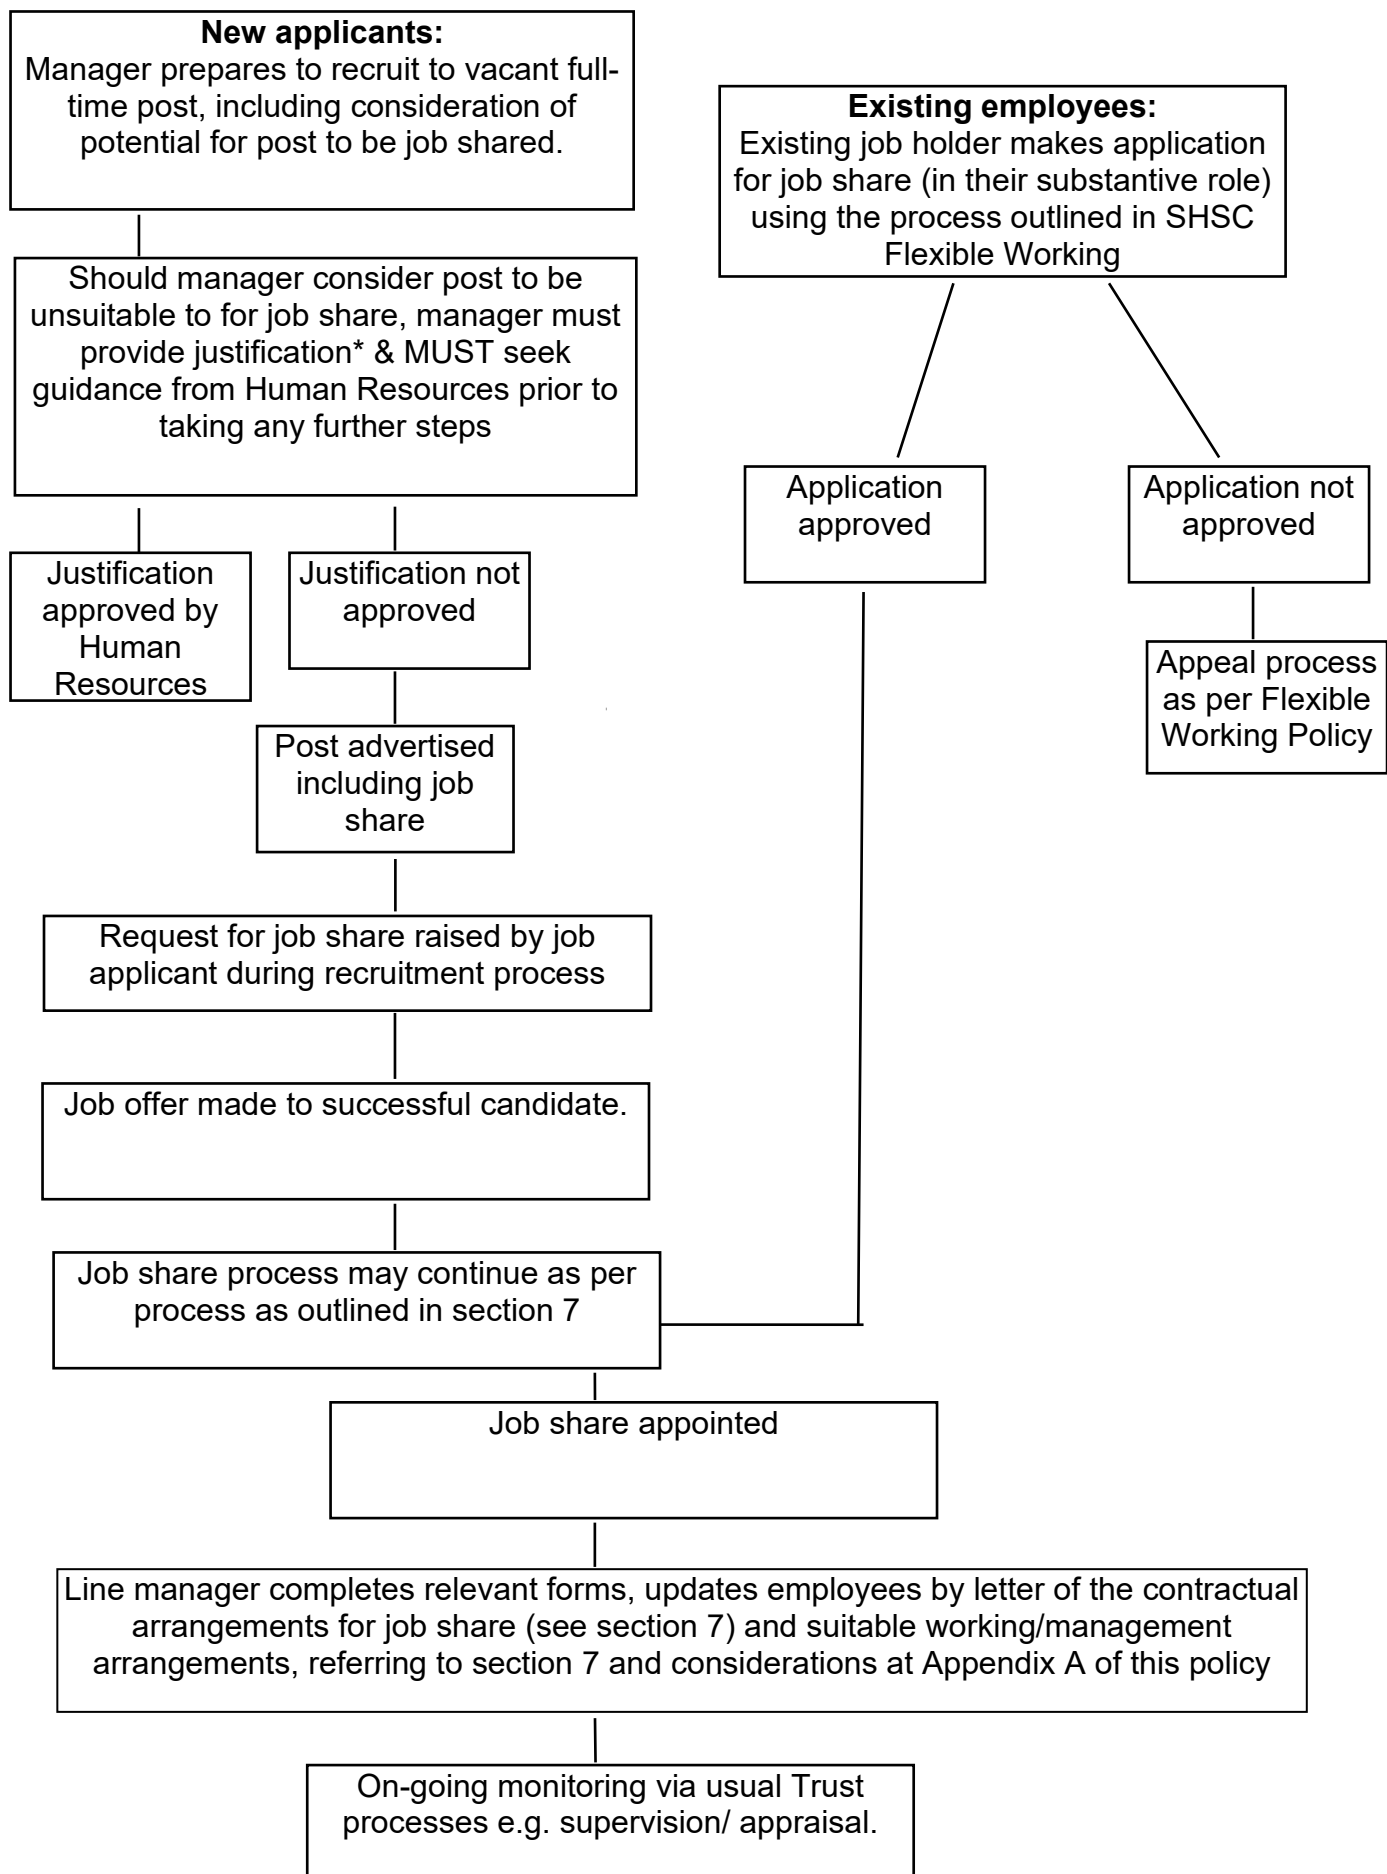 New applicants:
Manager prepares to recruit to vacant full-
time post, including consideration of
potential for post to be job shared.
Existing employees:
Existing job holder makes application
for job share (in their substantive role)
using the process outlined in SHSC
Flexible Working
Should manager consider post to be
unsuitable to for job share, manager must
provide justification* & MUST seek
guidance from Human Resources prior to
taking any further steps
Application
approved
Application not
approved
Justification
approved by
Human
Resources
Justification not
approved
Appeal process
as per Flexible
Working Policy
Post advertised
including job
share
Request for job share raised by job
applicant during recruitment process
Job offer made to successful candidate.
Job share process may continue as per
process as outlined in section 7
Job share appointed
Line manager completes relevant forms, updates employees by letter of the contractual
arrangements for job share (see section 7) and suitable working/management
arrangements, referring to section 7 and considerations at Appendix A of this policy
On-going monitoring via usual Trust
processes e.g. supervision/ appraisal.